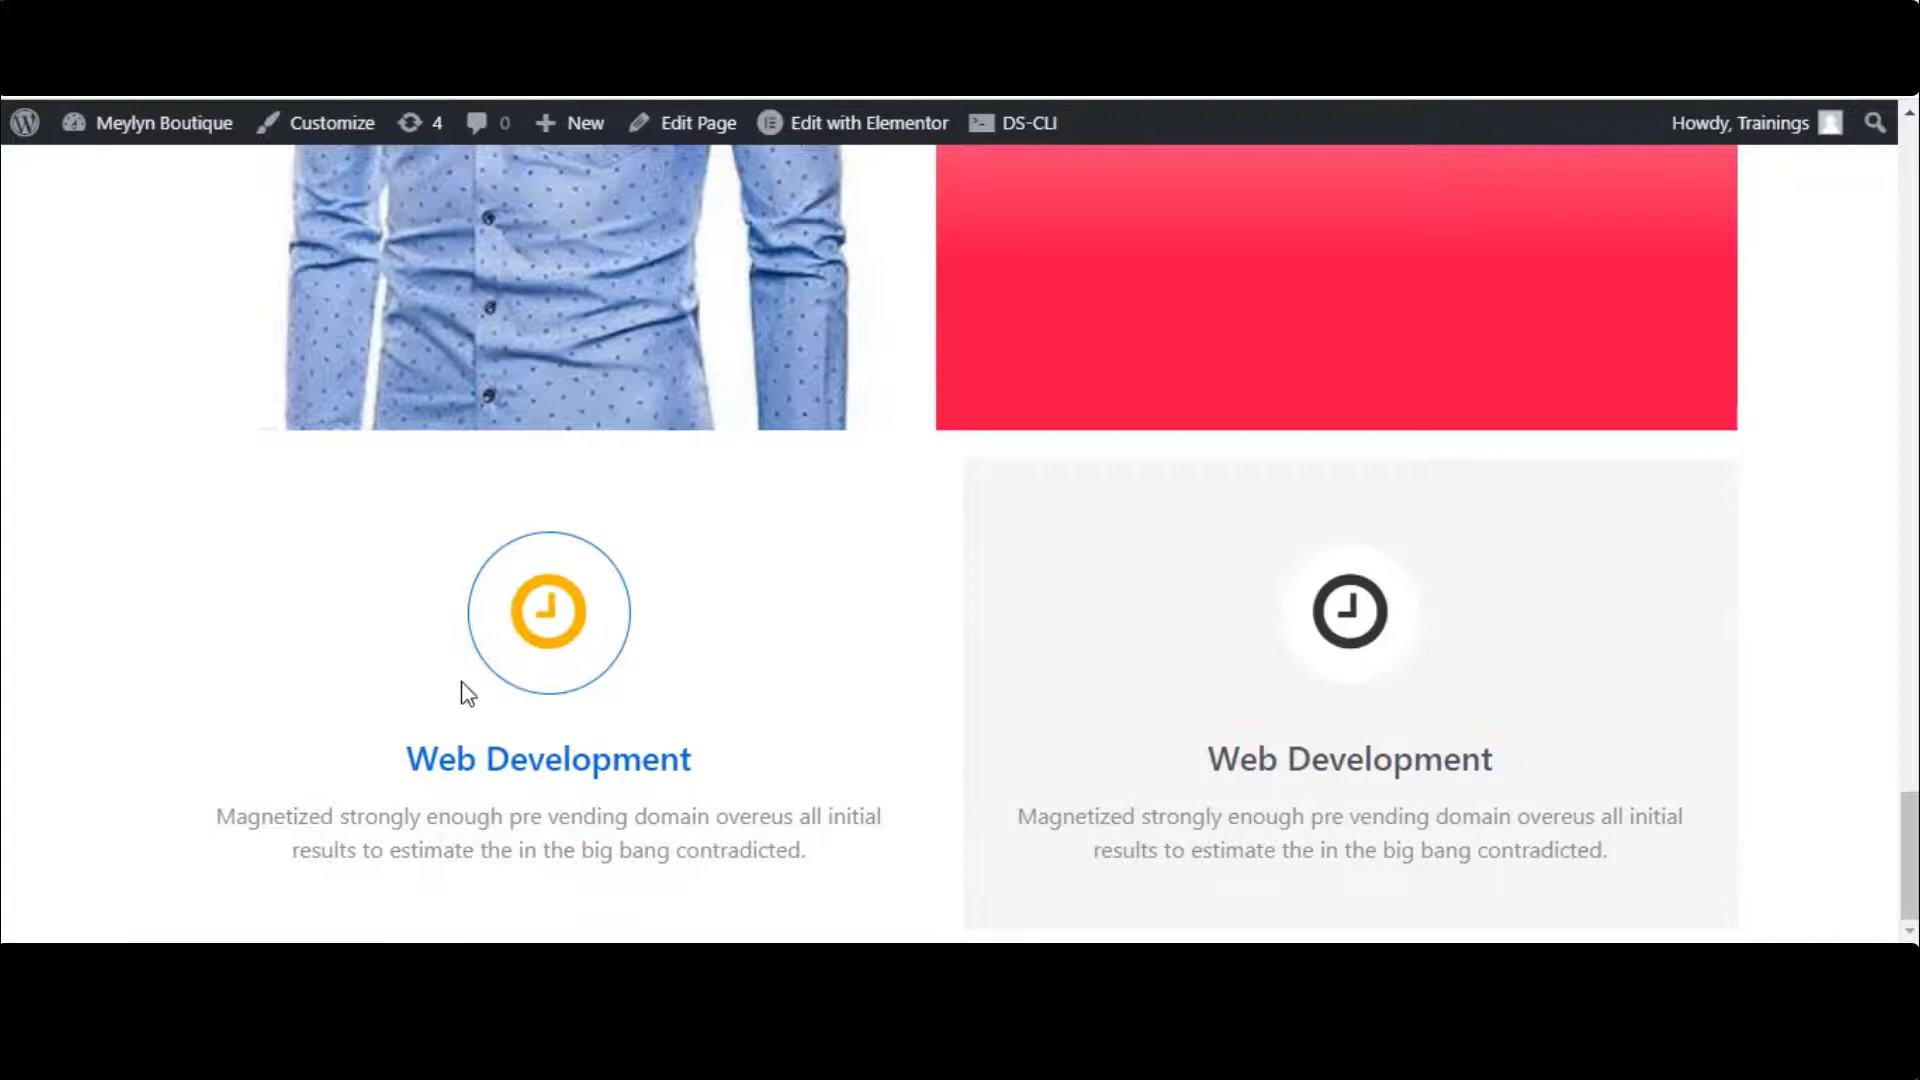 Meylyn Boutique Customize 4 0 New Edit Page Edit with Elementor DS-CLI Howdy, Trainings
Web Development
Magnetized strongly enough pre vending domain overeus all initial
results to estimate the in the big bang contradicted.
Web Development
Magnetized strongly enough pre vending domain overeus all initial
results to estimate the in the big bang contradicted.